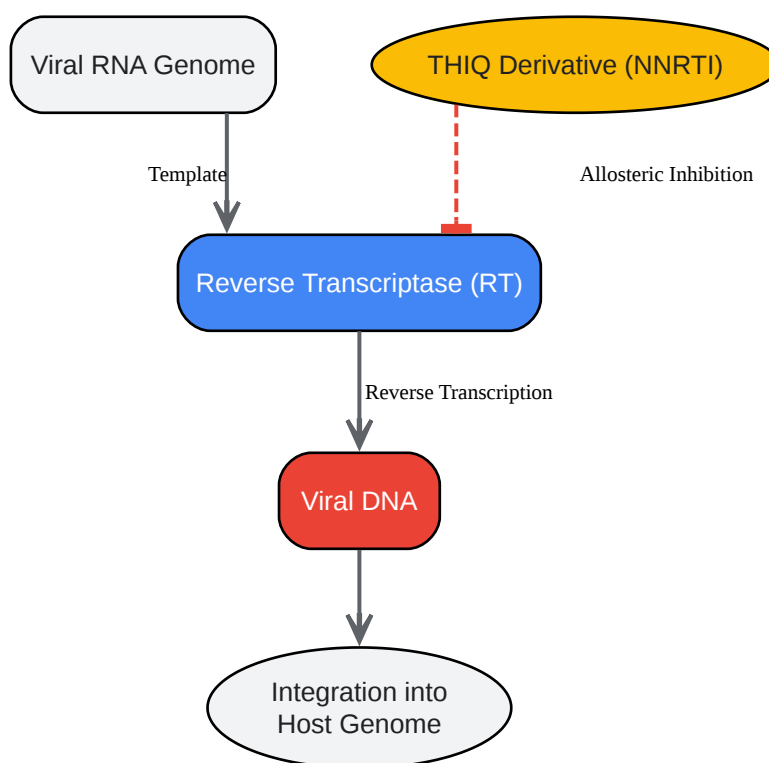 Viral RNA Genome
THIQ Derivative (NNRTI)
Template
Allosteric Inhibition
Reverse Transcriptase (RT)
Reverse Transcription
Viral DNA
Integration into
Host Genome